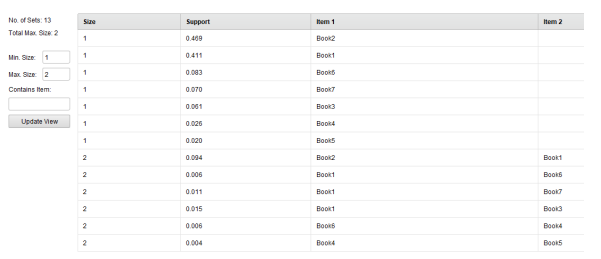 No. of Sets: 13
Total Max. Size: 2
Min. Size: 1
Max. Size: 2
Contains Item:
Update View
Size Support Item 1 Item 2
1 0.469 Book2
1 0.411 Book1
1 0.083 Book6
1 0.070 Book7
1 0.061 Book3
1 0.026 Book4
1 0.020 Book5
2 0.094 Book2 Book1
2 0.006 Book1 Book6
2 0.011 Book1 Book7
2 0.015 Book1 Book3
2 0.006 Book6 Book4
2 0.004 Book4 Book5